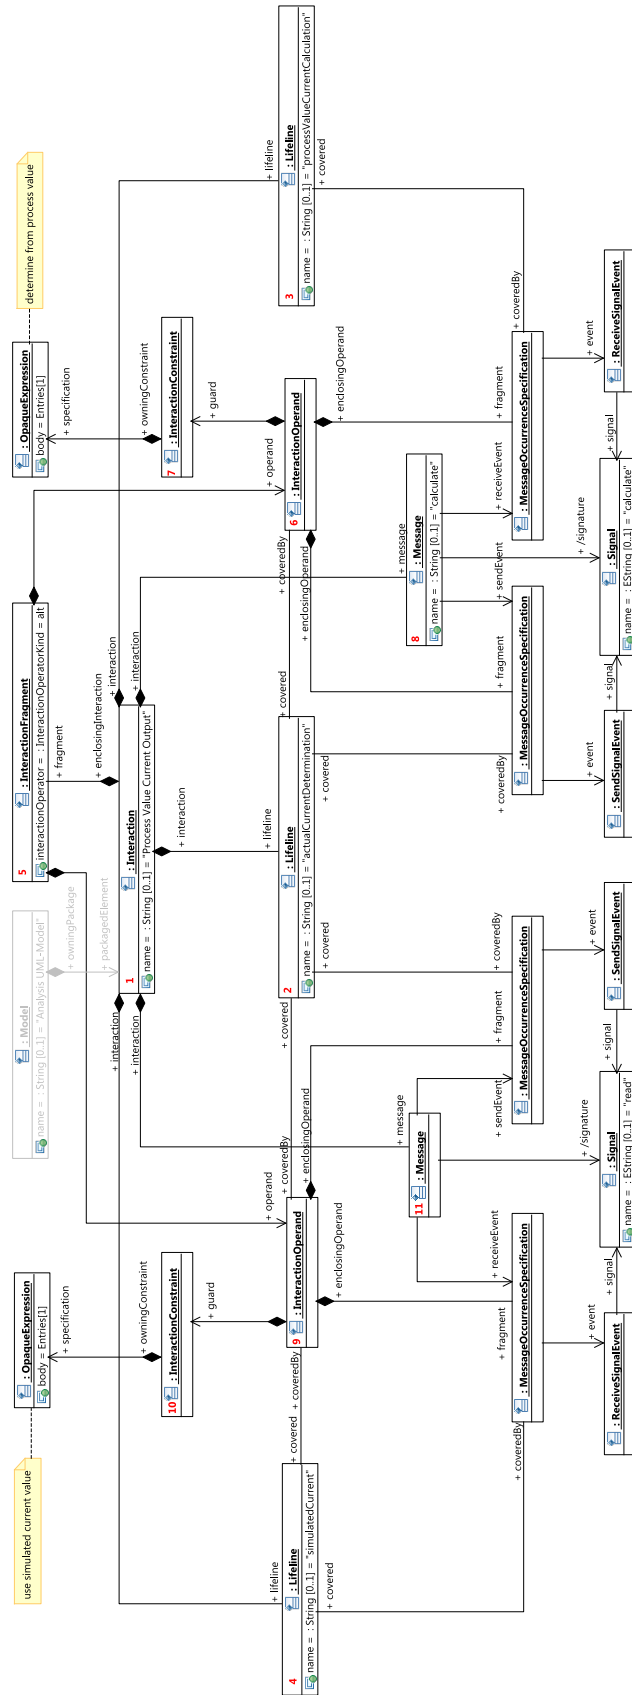 use simulated current value
determine from process value
: OpaqueExpression
body = Entries[1]
+ specification
: Model
name = : String [0..1] = "Analysis UML-Model"
+ owningPackage
+ packagedElement
5
: InteractionFragment
interactionOperator = : InteractionOperatorKind = alt
+ fragment
+ enclosingInteraction
: OpaqueExpression
body = Entries[1]
+ specification
+ owningConstraint
10
: InteractionConstraint
+ guard
+ interaction
+ interaction
1
: Interaction
name = : String [0..1] = "Process Value Current Output"
+ interaction
+ interaction
+ interaction
+ owningConstraint
7
: InteractionConstraint
+ guard
+ lifeline
4
: Lifeline
name = : String [0..1] = "simulatedCurrent"
+ covered
+ covered
+ coveredBy
+ operand
9
: InteractionOperand
+ coveredBy
+ enclosingOperand
+ enclosingOperand
+ covered
+ lifeline
2
: Lifeline
name = : String [0..1] = "actualCurrentDetermination"
+ covered
+ covered
+ covered
+ coveredBy
+ operand
6
: InteractionOperand
+ enclosingOperand
+ enclosingOperand
+ lifeline
3
: Lifeline
name = : String [0..1] = "processValueCurrentCalculation"
+ covered
+ message
11
: Message
+ receiveEvent
+ sendEvent
+ /signature
+ message
8
: Message
name = : String [0..1] = "calculate"
+ sendEvent
+ receiveEvent
+ /signature
+ coveredBy
+ fragment
: MessageOccurrenceSpecification
+ event
+ fragment
+ coveredBy
: MessageOccurrenceSpecification
+ event
+ coveredBy
+ fragment
: MessageOccurrenceSpecification
+ event
+ fragment
+ coveredBy
: MessageOccurrenceSpecification
+ event
: ReceiveSignalEvent
+ signal
: Signal
name = : EString [0..1] = "read"
+ signal
: SendSignalEvent
: SendSignalEvent
+ signal
: Signal
name = : EString [0..1] = "calculate"
+ signal
: ReceiveSignalEvent